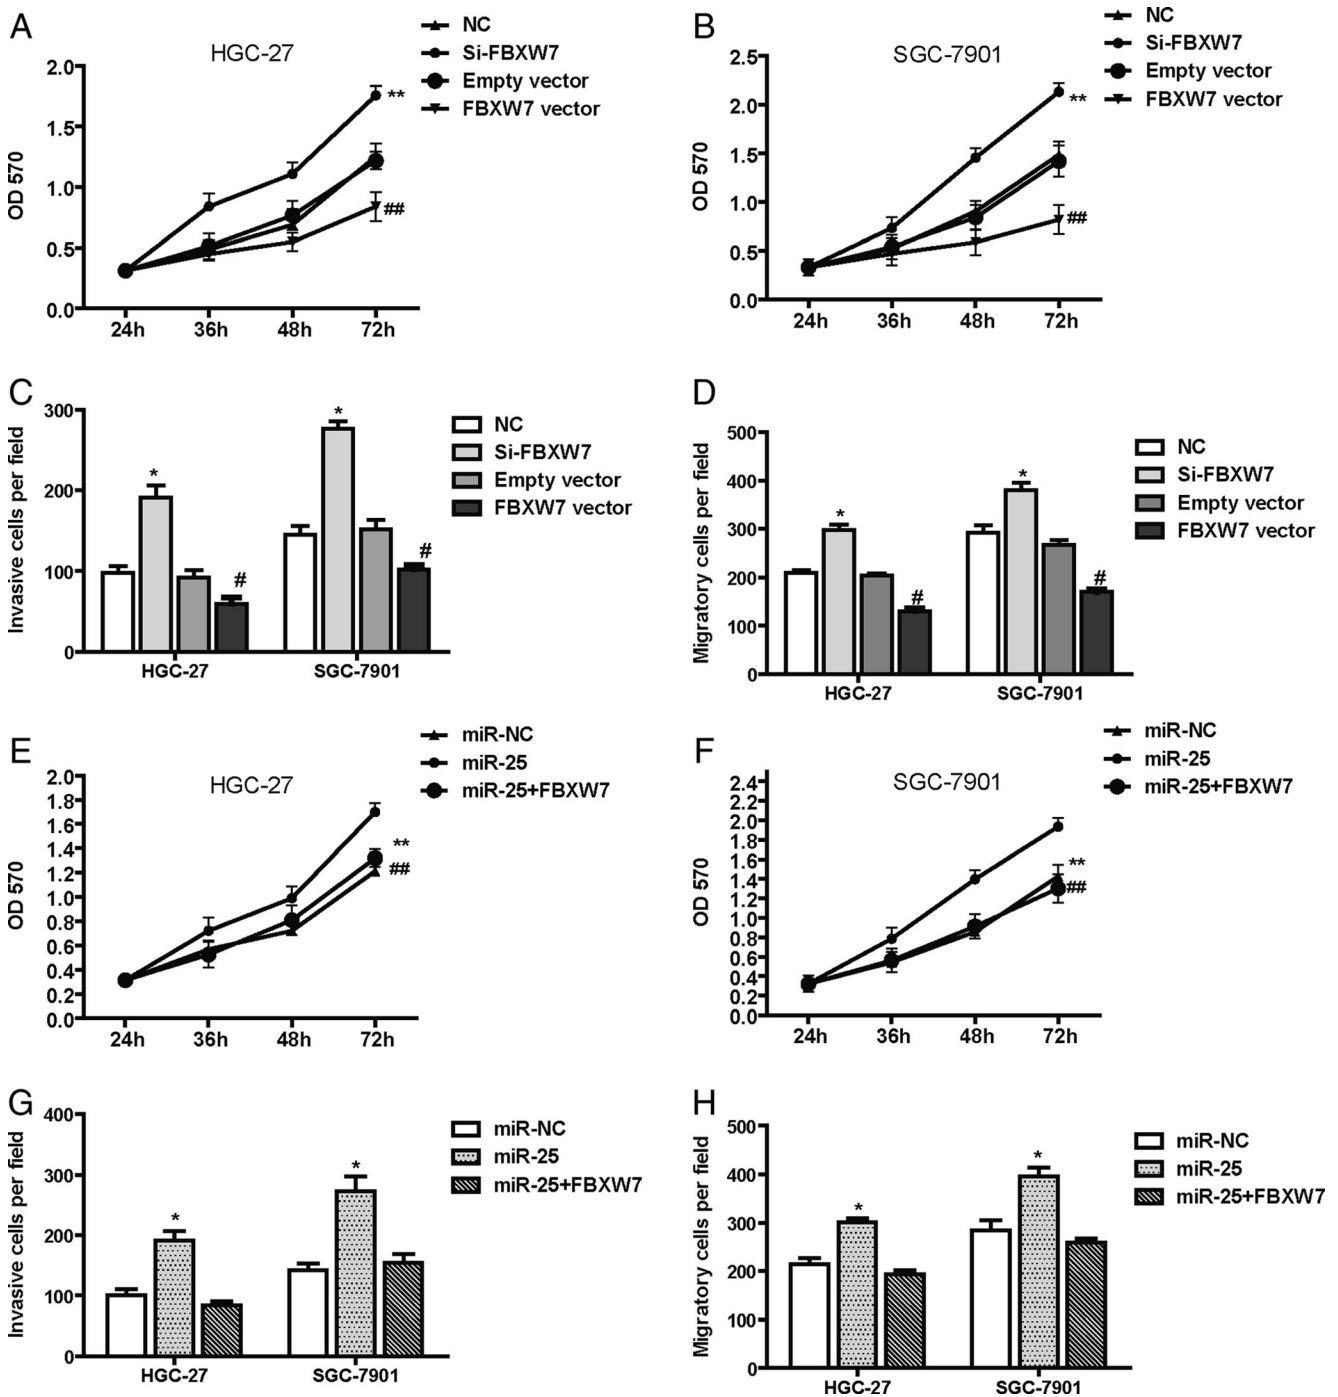 A
HGC-27
NC
Si-FBXW7
Empty vector
FBXW7 vector
OD 570
2.0
1.5
1.0
0.5
0.0
24h 36h 48h 72h
**
##
B
SGC-7901
NC
Si-FBXW7
Empty vector
FBXW7 vector
OD 570
2.5
2.0
1.5
1.0
0.5
0.0
24h 36h 48h 72h
**
##
C
Invasive cells per field
300
200
100
0
* # * #
HGC-27 SGC-7901
NC
Si-FBXW7
Empty vector
FBXW7 vector
D
Migratory cells per field
500
400
300
200
100
0
* # * #
HGC-27 SGC-7901
NC
Si-FBXW7
Empty vector
FBXW7 vector
E
HGC-27
miR-NC
miR-25
miR-25+FBXW7
OD 570
2.0
1.8
1.6
1.4
1.2
1.0
0.8
0.6
0.4
0.2
0.0
24h 36h 48h 72h
**
##
F
SGC-7901
miR-NC
miR-25
miR-25+FBXW7
OD 570
2.4
2.2
2.0
1.8
1.6
1.4
1.2
1.0
0.8
0.6
0.4
0.2
0.0
24h 36h 48h 72h
**
##
G
Invasive cells per field
400
300
200
100
0
* *
HGC-27 SGC-7901
miR-NC
miR-25
miR-25+FBXW7
H
Migratory cells per field
500
400
300
200
100
0
* *
HGC-27 SGC-7901
miR-NC
miR-25
miR-25+FBXW7